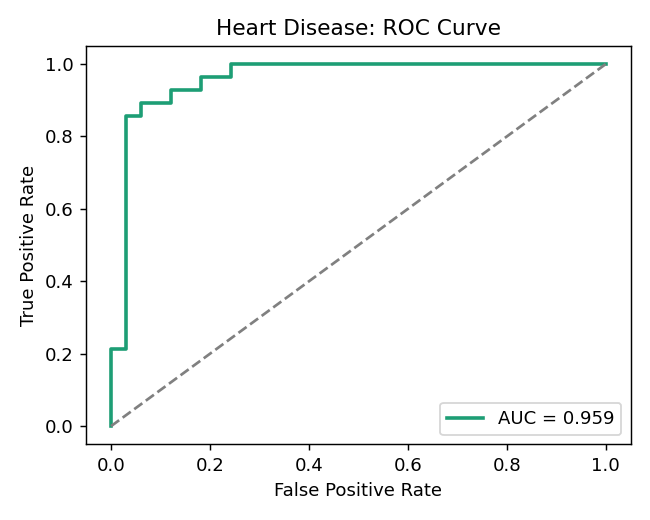 Heart Disease: ROC Curve
True Positive Rate
1.0
0.8
0.6
0.4
0.2
0.0
AUC = 0.959
0.0 0.2 0.4 0.6 0.8 1.0
False Positive Rate